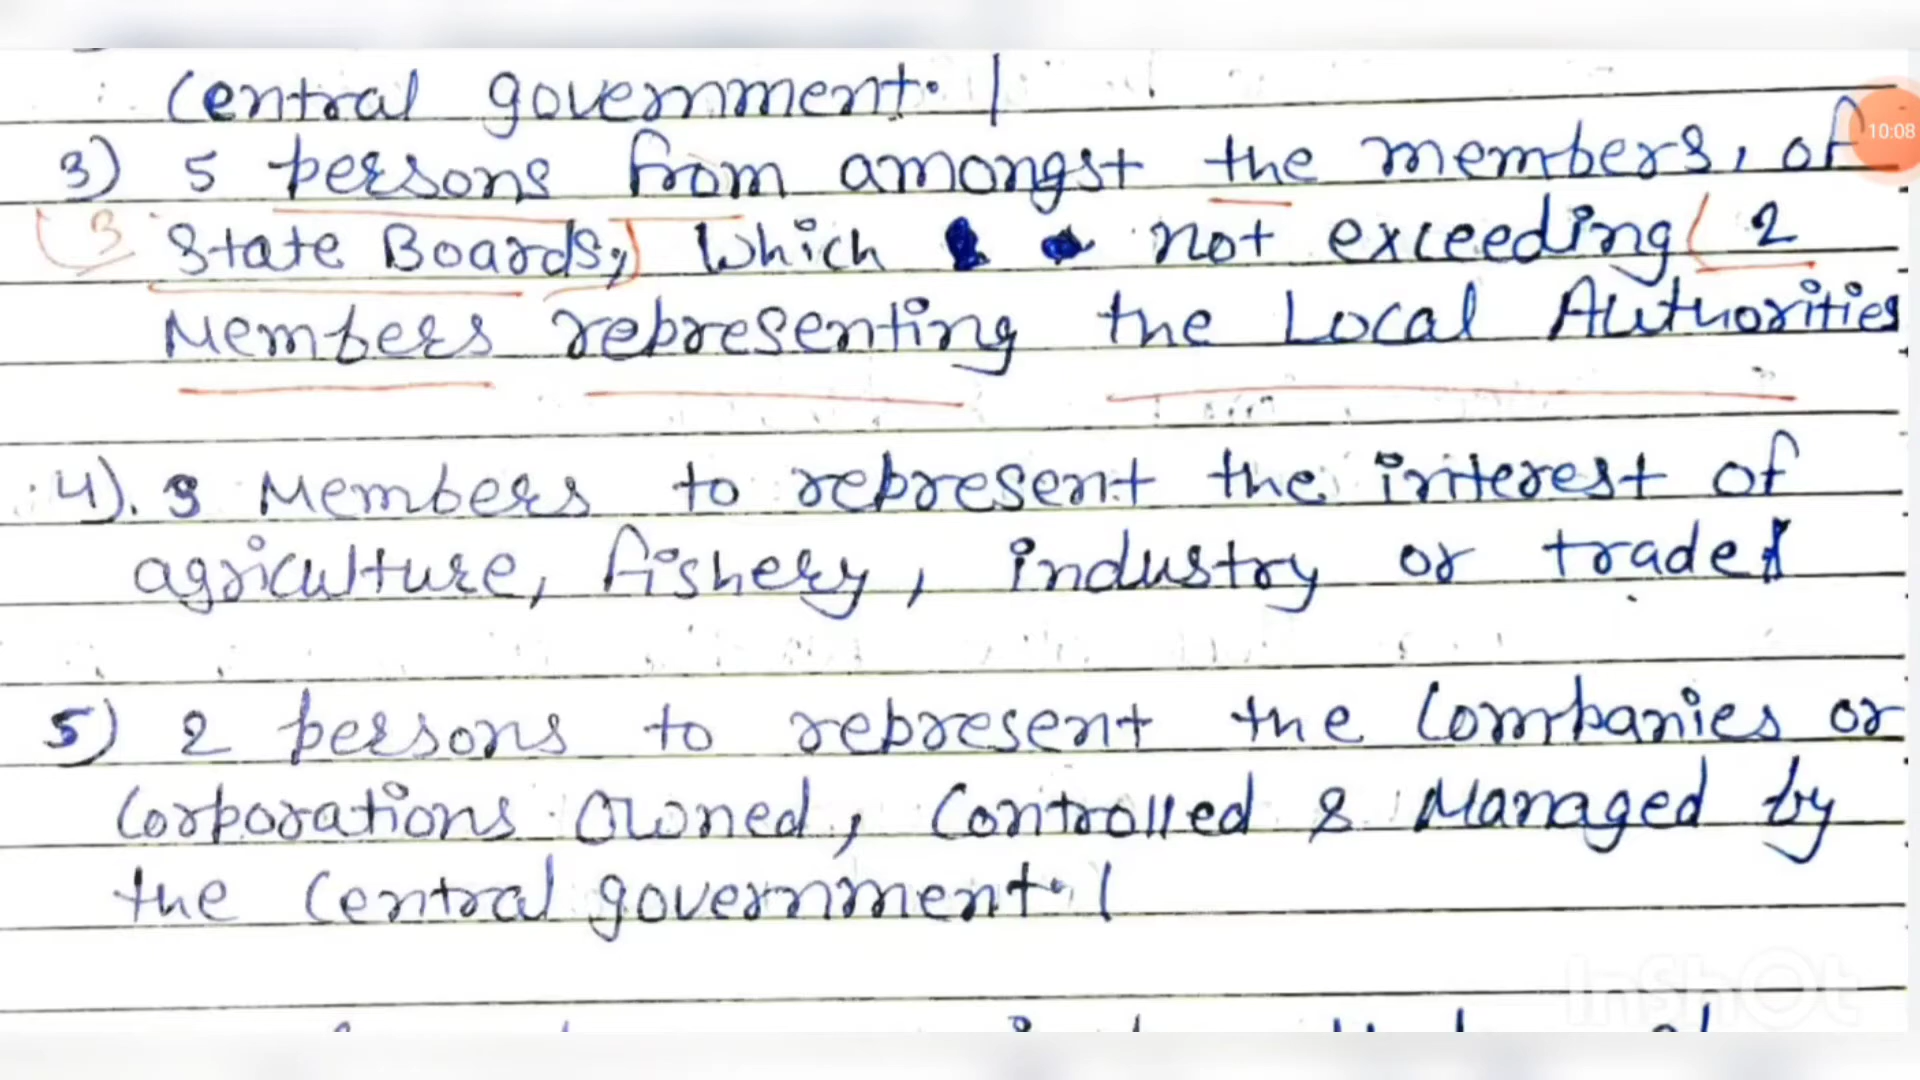 Central government.
3) 5 persons from amongst the members, of
10:08
3 State Boards, Which not exceeding ( 2
Members representing the Local Authorities
4). 3 Members to represent the interest of
agriculture, fishery, industry or trade
5) 2 persons to represent the Companies or
Corporations Owned, Controlled & Managed by
the Central government.
InShOt